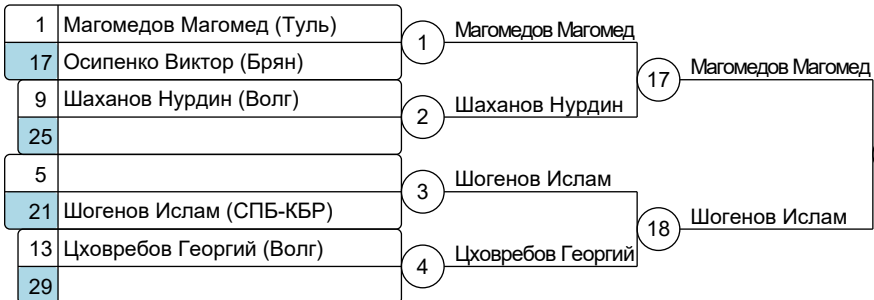 1 Магомедов Магомед (Туль)
17 Осипенко Виктор (Брян)
9 Шаханов Нурдин (Волг)
25
5
21 Шогенов Ислам (СПБ-КБР)
13 Цховребов Георгий (Волг)
29
1 Магомедов Магомед
2 Шаханов Нурдин
3 Шогенов Ислам
4 Цховребов Георгий
17 Магомедов Магомед
18 Шогенов Ислам